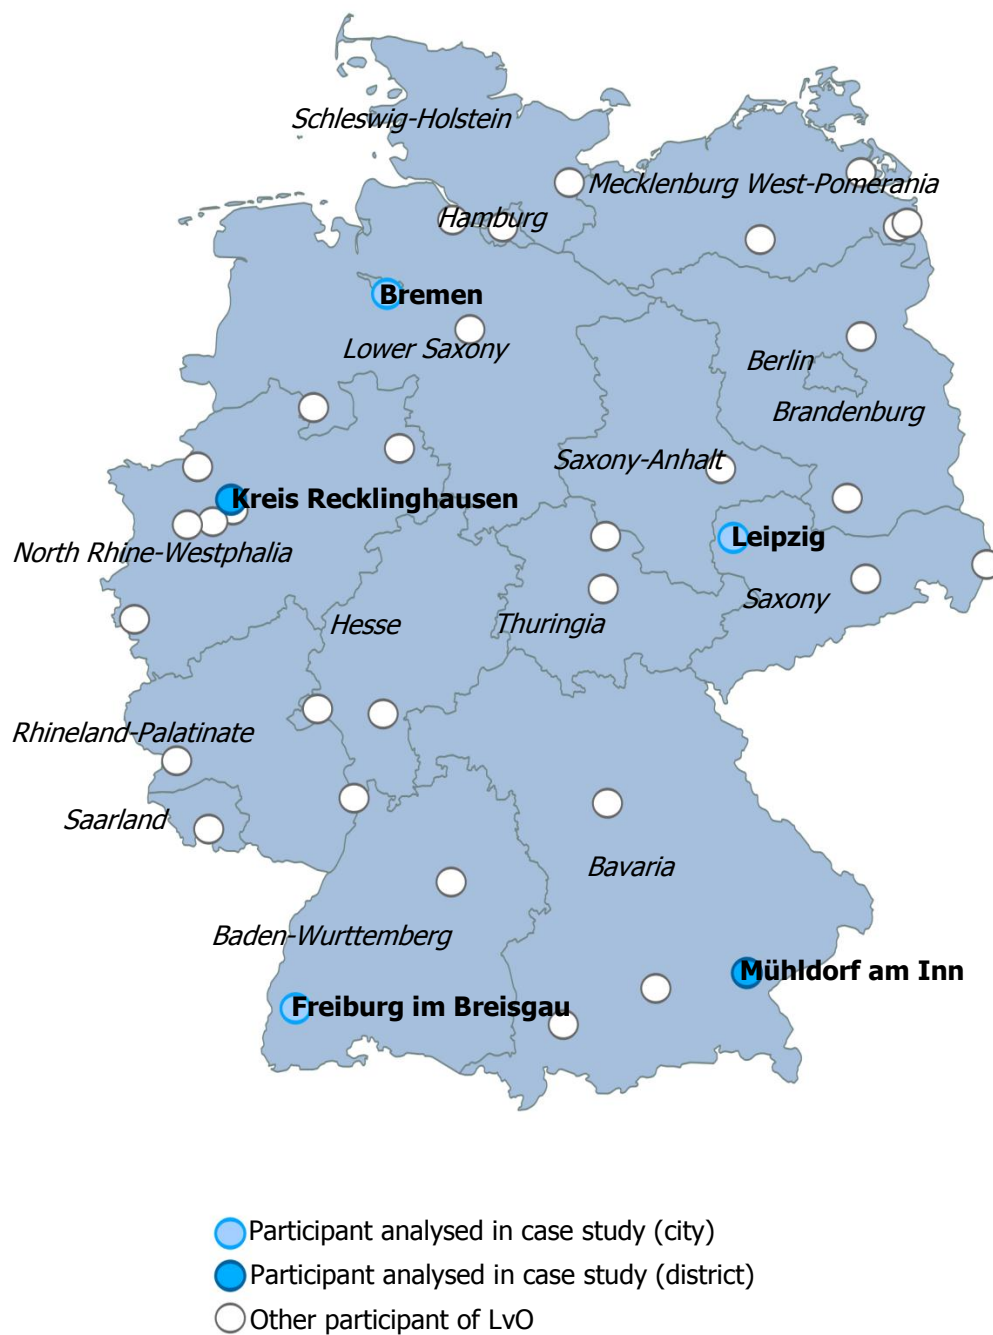 Schleswig-Holstein
Mecklenburg West-Pomerania
Hamburg
Bremen
Lower Saxony
Berlin
Brandenburg
Saxony-Anhalt
Kreis Recklinghausen
Leipzig
North Rhine-Westphalia
Saxony
Hesse
Thuringia
Rhineland-Palatinate
Saarland
Bavaria
Baden-Wurttemberg
Mühldorf am Inn
Freiburg im Breisgau
Participant analysed in case study (city)
Participant analysed in case study (district)
Other participant of LvO